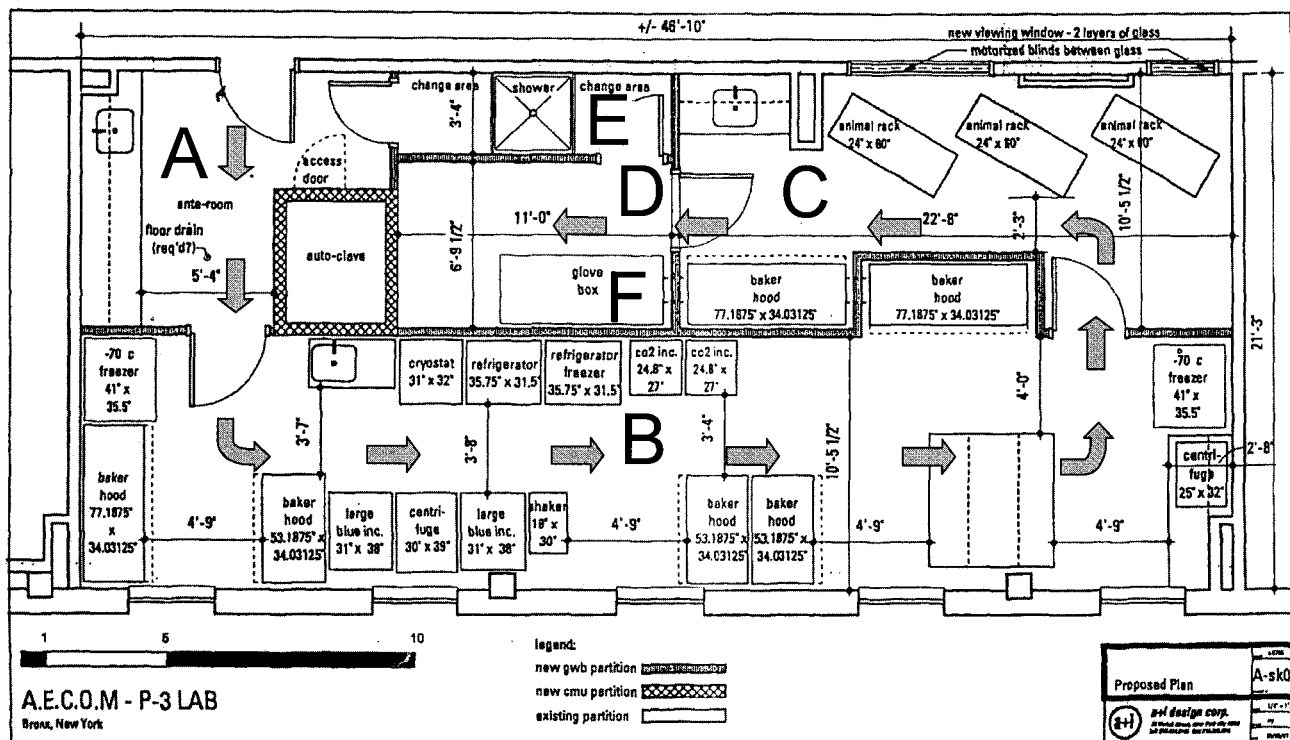 +/- 46'-10"
new viewing window - 2 layers of glass
motorized blinds between glass
change area
shower
change area
3'-4"
E
A
access
door
ante-room
floor drain
(req'd?)
5'-4"
auto-clave
D
11'-0"
6'-9 1/2"
glove
box
F
C
animal rack
24" x 60"
animal rack
24" x 60"
animal rack
24" x 60"
22'-8"
2'-3"
10'-5 1/2"
baker
hood
77.1875" x 34.03125"
baker
hood
77.1875" x 34.03125"
21'-3"
-70 c
freezer
41" x
35.5"
cryostat
31" x 32"
refrigerator
35.75" x 31.5"
refrigerator
freezer
35.75" x 31.5"
co2 inc.
24.8" x
27"
co2 inc.
24.8" x
27"
-70 c
freezer
41" x
35.5"
3'-7"
3'-8"
B
3'-4"
10'-5 1/2"
4'-0"
baker
hood
77.1875"
x
34.03125"
4'-9"
baker
hood
53.1875" x
34.03125"
large
blue inc.
31" x 38"
centri-
fuge
30" x 39"
large
blue inc.
31" x 38"
shaker
18" x
30"
4'-9"
baker
hood
53.1875" x
34.03125"
baker
hood
53.1875" x
34.03125"
4'-9"
4'-9"
centri-
fuge
25" x 32"
2'-8"
1 5 10
A.E.C.O.M - P-3 LAB
Bronx, New York
legend:
new gwb partition
new cmu partition
existing partition
Proposed Plan
A-sk0
a+i
a+i design corp.